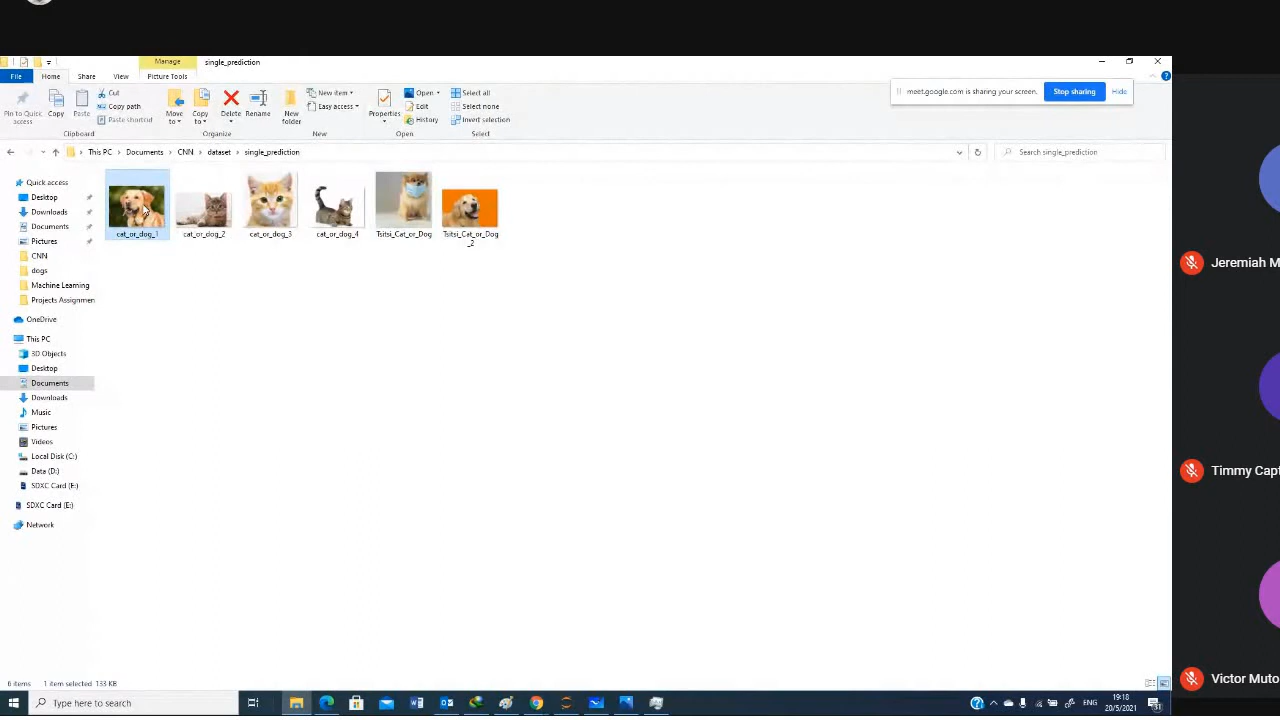 Manage
single_prediction
File
Home
Share
View
Picture Tools
meet.google.com is sharing your screen.
Stop sharing
Hide
Pin to Quick
access
Copy
Paste
Cut
Copy path
Paste shortcut
Clipboard
Move
to
Copy
to
Delete
Rename
Organize
New
folder
New item
Easy access
New
Properties
Open
Edit
History
Open
Select all
Select none
Invert selection
Select
This PC
Documents
CNN
dataset
single_prediction
Search single_prediction
Quick access
Desktop
Downloads
Documents
Pictures
CNN
dogs
Machine Learning
Projects Assignmen
OneDrive
This PC
3D Objects
Desktop
Documents
Downloads
Music
Pictures
Videos
Local Disk (C:)
Data (D:)
SDXC Card (E:)
SDXC Card (E:)
Network
cat_or_dog_1
cat_or_dog_2
cat_or_dog_3
cat_or_dog_4
Tsitsi_Cat_or_Dog
Tsitsi_Cat_or_Dog
_2
Jeremiah M
Timmy Capt
Victor Muto
6 items
1 item selected 133 KB
Type here to search
ENG
19:18
20/5/2021